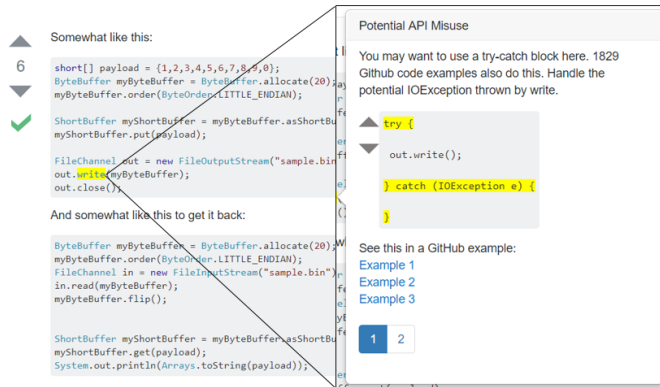 Somewhat like this:
6
short[] payload = {1,2,3,4,5,6,7,8,9,0};
ByteBuffer myByteBuffer = ByteBuffer.allocate(20);
myByteBuffer.order(ByteOrder.LITTLE_ENDIAN);
ShortBuffer myShortBuffer = myByteBuffer.asShortBu
myShortBuffer.put(payload);
FileChannel out = new FileOutputStream("sample.bin
out.write(myByteBuffer);
out.close();
And somewhat like this to get it back:
ByteBuffer myByteBuffer = ByteBuffer.allocate(20);
myByteBuffer.order(ByteOrder.LITTLE_ENDIAN);
FileChannel in = new FileInputStream("sample.bin")
in.read(myByteBuffer);
myByteBuffer.flip();
ShortBuffer myShortBuffer = myByteBuffer.asShortBu
myShortBuffer.get(payload);
System.out.println(Arrays.toString(payload));
Potential API Misuse
You may want to use a try-catch block here. 1829
Github code examples also do this. Handle the
potential IOException thrown by write.
try {
out.write();
} catch (IOException e) {
}
See this in a GitHub example:
Example 1
Example 2
Example 3
1 2